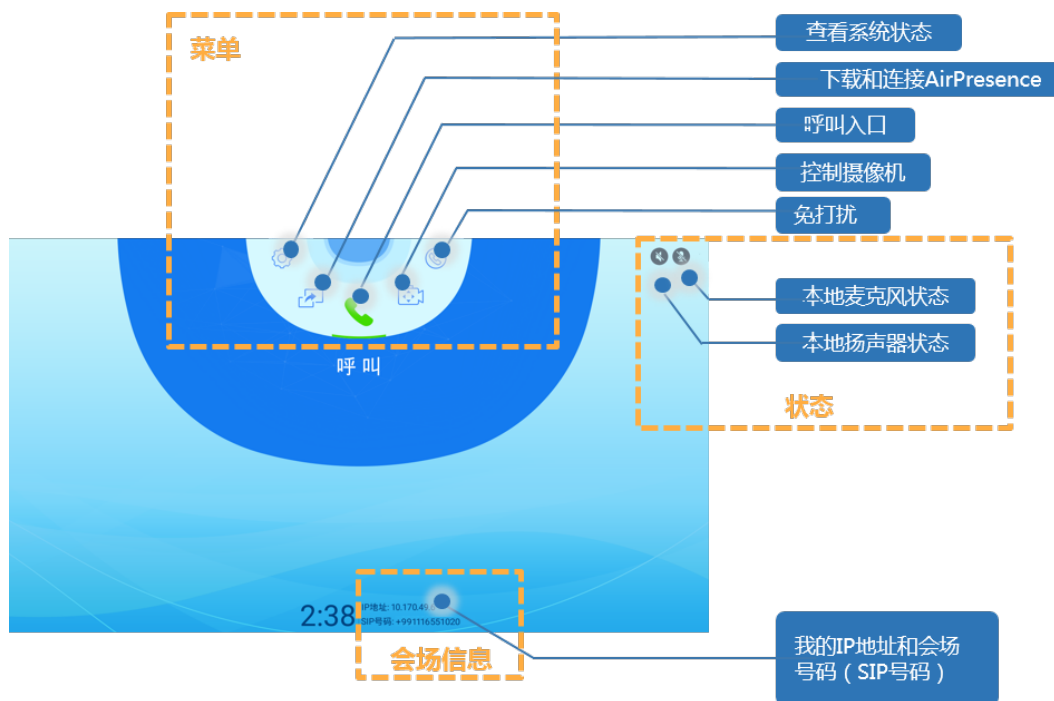 菜单
查看系统状态
下载和连接AirPresence
呼叫入口
控制摄像机
免打扰
本地麦克风状态
本地扬声器状态
状态
呼 叫
2:38
IP地址: 10.170.49.
SIP号码: +991116551020
会场信息
我的IP地址和会场
号码（SIP号码）